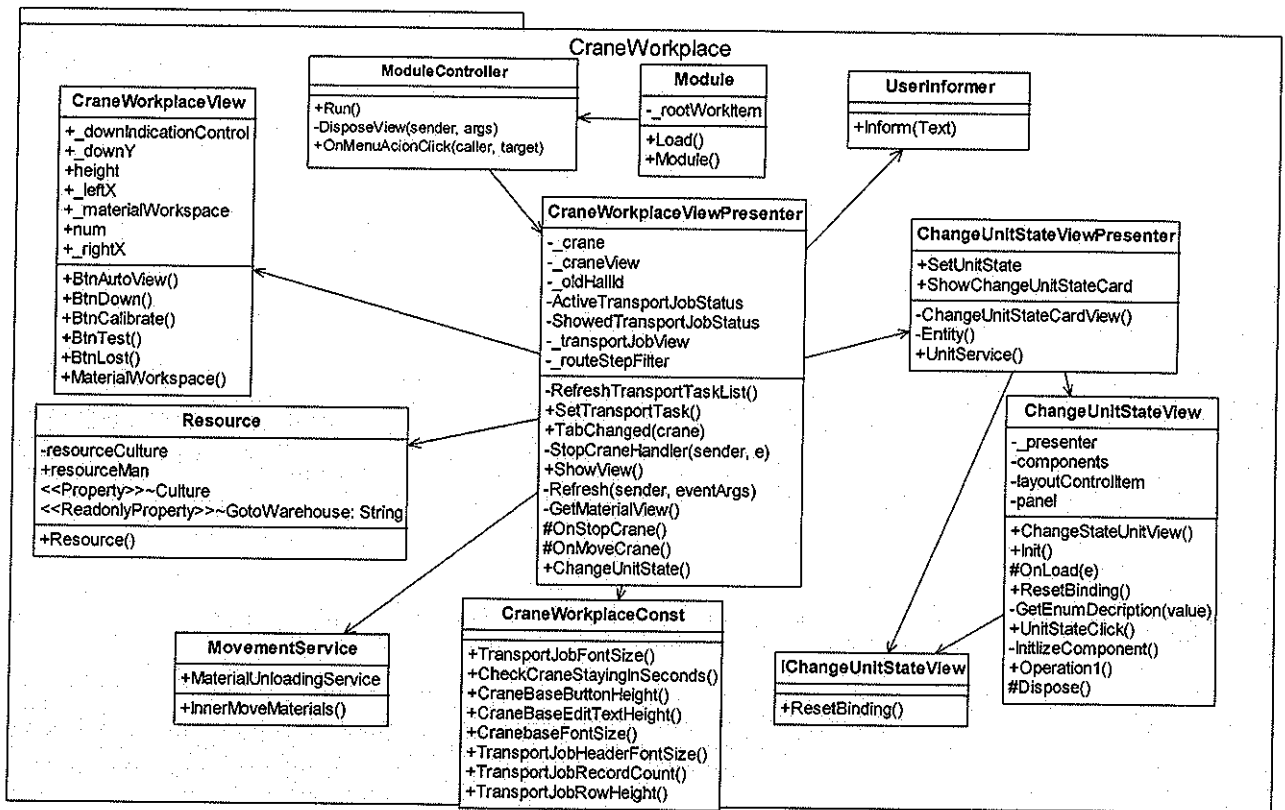 CraneWorkplace
CraneWorkplaceView
+_downIndicationControl
+_downY
+height
+_leftX
+_materialWorkspace
+num
+_rightX
+BtnAutoView()
+BtnDown()
+BtnCalibrate()
+BtnTest()
+BtnLost()
+MaterialWorkspace()
ModuleController
+Run()
-DisposeView(sender, args)
+OnMenuAcionClick(caller, target)
Module
-_rootWorkItem
+Load()
+Module()
UserInformer
+Inform(Text)
CraneWorkplaceViewPresenter
-_crane
-_craneView
-_oldHallId
-ActiveTransportJobStatus
-ShowedTransportJobStatus
-_transportJobView
-_routeStepFilter
-RefreshTransportTaskList()
+SetTransportTask()
+TabChanged(crane)
-StopCraneHandler(sender, e)
+ShowView()
-Refresh(sender, eventArgs)
-GetMaterialView()
#OnStopCrane()
#OnMoveCrane()
+ChangeUnitState()
ChangeUnitStateViewPresenter
+SetUnitState
+ShowChangeUnitStateCard
-ChangeUnitStateCardView()
-Entity()
+UnitService()
Resource
-resourceCulture
+resourceMan
<<Property>>~Culture
<<ReadonlyProperty>>~GotoWarehouse: String
+Resource()
ChangeUnitStateView
-_presenter
-components
-layoutControlItem
-panel
+ChangeStateUnitView()
+Init()
#OnLoad(e)
+ResetBinding()
-GetEnumDecription(value)
+UnitStateClick()
-InitlizeComponent()
+Operation1()
#Dispose()
MovementService
+MaterialUnloadingService
+InnerMoveMaterials()
CraneWorkplaceConst
+TransportJobFontSize()
+CheckCraneStayingInSeconds()
+CraneBaseButtonHeight()
+CraneBaseEditTextHeight()
+CranebaseFontSize()
+TransportJobHeaderFontSize()
+TransportJobRecordCount()
+TransportJobRowHeight()
IChangeUnitStateView
+ResetBinding()